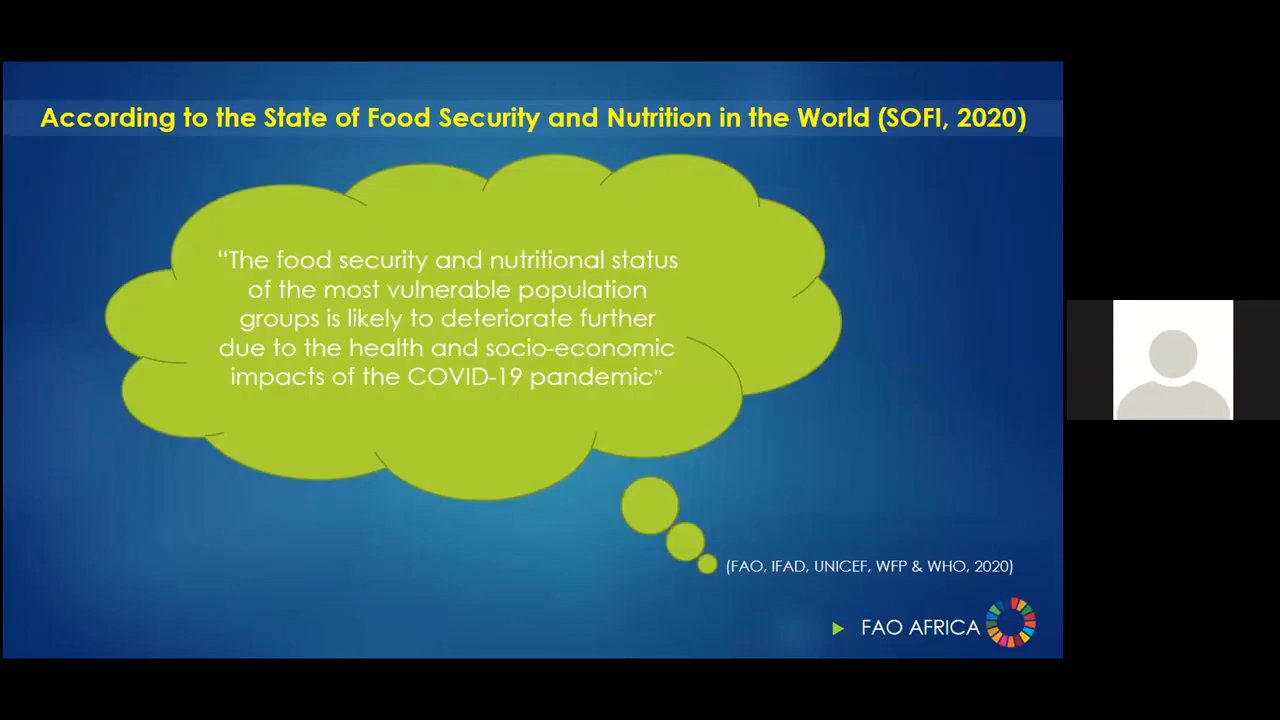 According to the State of Food Security and Nutrition in the World (SOFI, 2020)
“The food security and nutritional status
of the most vulnerable population
groups is likely to deteriorate further
due to the health and socio-economic
impacts of the COVID-19 pandemic”
(FAO, IFAD, UNICEF, WFP & WHO, 2020)
FAO AFRICA